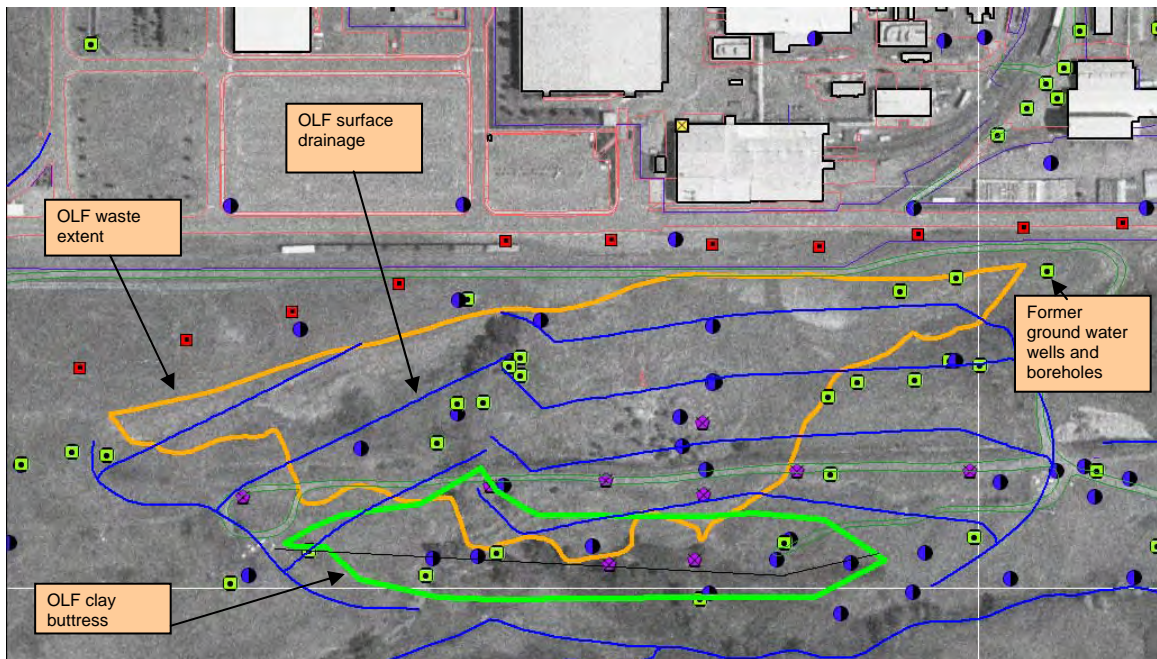 OLF surface
drainage
OLF waste
extent
Former
ground water
wells and
boreholes
OLF clay
buttress